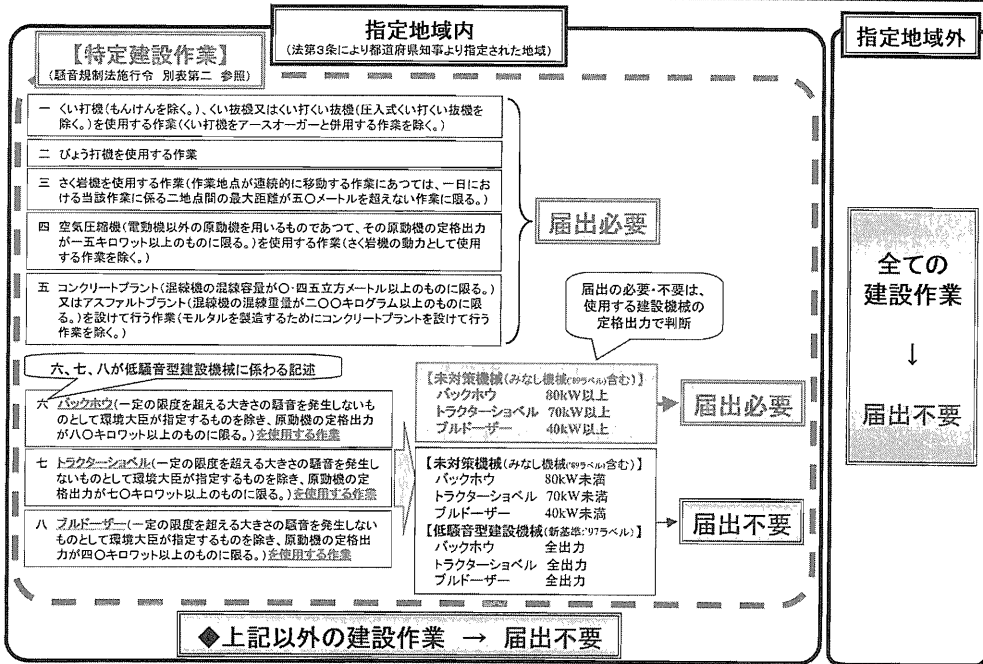 指定地域内
(法第3条により都道府県知事より指定された地域)
【特定建設作業】
(騒音規制法施行令 別表第二 参照)
一 くい打機(もんけんを除く。)、くい抜機又はくい打くい抜機(圧入式くい打くい抜機を
除く。)を使用する作業(くい打機をアースオーガーと併用する作業を除く。)
二 びょう打機を使用する作業
三 さく岩機を使用する作業(作業地点が連続的に移動する作業にあつては、一日にお
ける当該作業に係る二地点間の最大距離が五〇メートルを超えない作業に限る。)
四 空気圧縮機(電動機以外の原動機を用いるものであつて、その原動機の定格出力
が一五キロワット以上のものに限る。)を使用する作業(さく岩機の動力として使用
する作業を除く。)
五 コンクリートプラント(混練機の混練容量が〇・四五立方メートル以上のものに限る。)
又はアスファルトプラント(混練機の混練重量が二〇〇キログラム以上のものに限
る。)を設けて行う作業(モルタルを製造するためにコンクリートプラントを設けて行う
作業を除く。)
届出必要
届出の必要・不要は、
使用する建設機械の
定格出力で判断
六、七、八が低騒音型建設機械に係わる記述
六 バックホウ(一定の限度を超える大きさの騒音を発生しないも
のとして環境大臣が指定するものを除き、原動機の定格出力
が八〇キロワット以上のものに限る。)を使用する作業
七 トラクターショベル(一定の限度を超える大きさの騒音を発生し
ないものとして環境大臣が指定するものを除き、原動機の定
格出力が七〇キロワット以上のものに限る。)を使用する作業
八 ブルドーザー(一定の限度を超える大きさの騒音を発生しない
ものとして環境大臣が指定するものを除き、原動機の定格出
力が四〇キロワット以上のものに限る。)を使用する作業
【未対策機械(みなし機械('89ラベル)含む)】
バックホウ 80kW以上
トラクターショベル 70kW以上
ブルドーザー 40kW以上
届出必要
【未対策機械(みなし機械('89ラベル)含む)】
バックホウ 80kW未満
トラクターショベル 70kW未満
ブルドーザー 40kW未満
【低騒音型建設機械(新基準:'97ラベル)】
バックホウ 全出力
トラクターショベル 全出力
ブルドーザー 全出力
届出不要
◆上記以外の建設作業 → 届出不要
指定地域外
全ての
建設作業
↓
届出不要